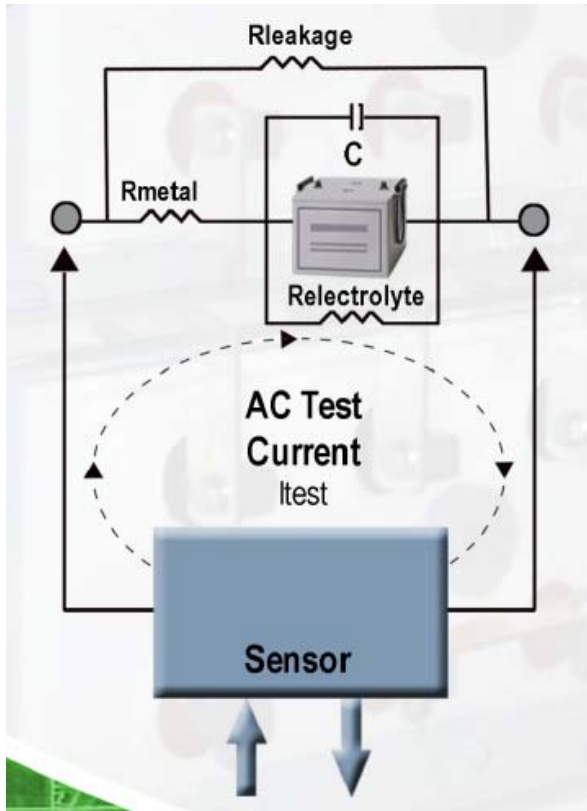 Rleakage
C
Rmetal
Relectrolyte
AC Test
Current
Itest
Sensor